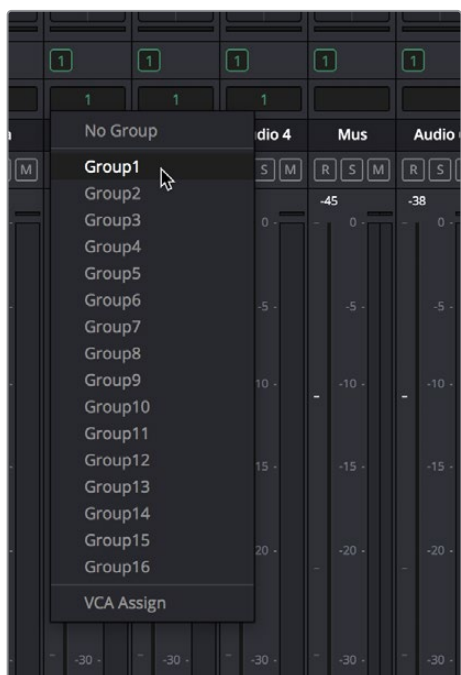 1 1 1 1 1
1 1 1
dio 4 Mus Audio
M S M R S M R S
-45 -38
No Group
Group1
Group2
Group3
Group4
Group5
Group6
Group7
Group8
Group9
Group10
Group11
Group12
Group13
Group14
Group15
Group16
VCA Assign
0 - - 0 - - 0 -
-5 - -5 - -5 -
10 - -10 - -10 -
15 - -15 - -15 -
20 - -20 - -20 -
-30 - -30 - -30 - -30 - -30 -